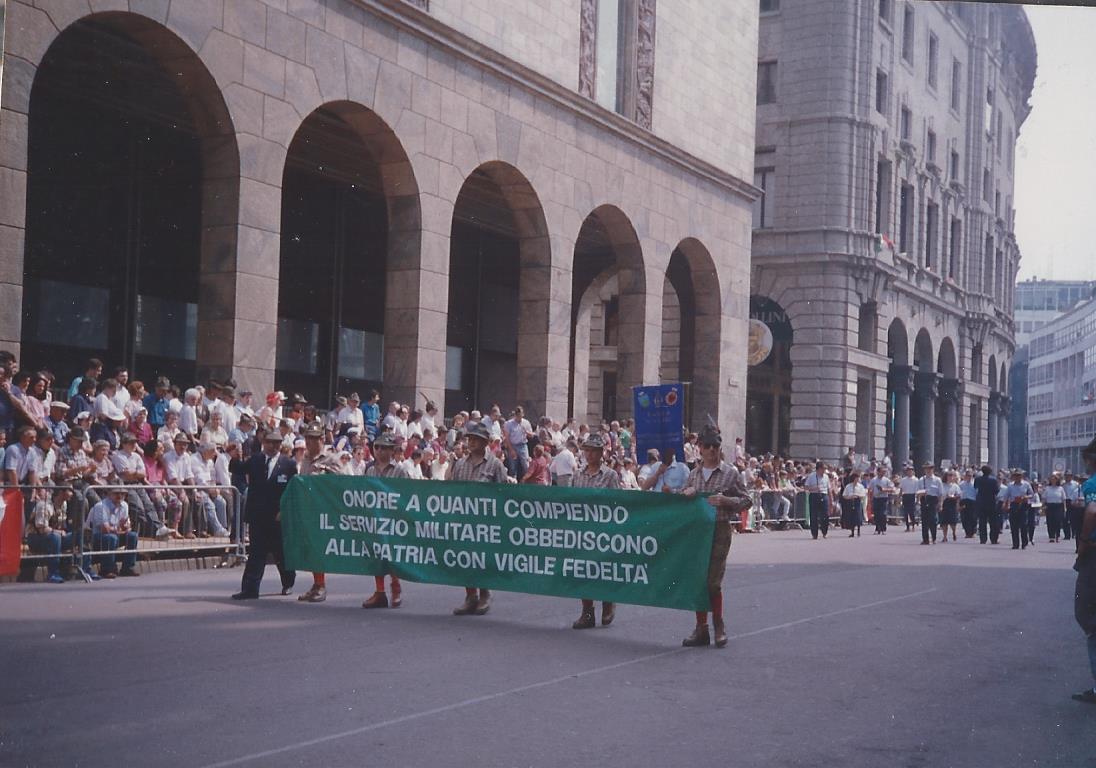 ONORE A QUANTI COMPIENDO
IL SERVIZIO MILITARE OBBEDISCONO
ALLA PATRIA CON VIGILE FEDELTA'